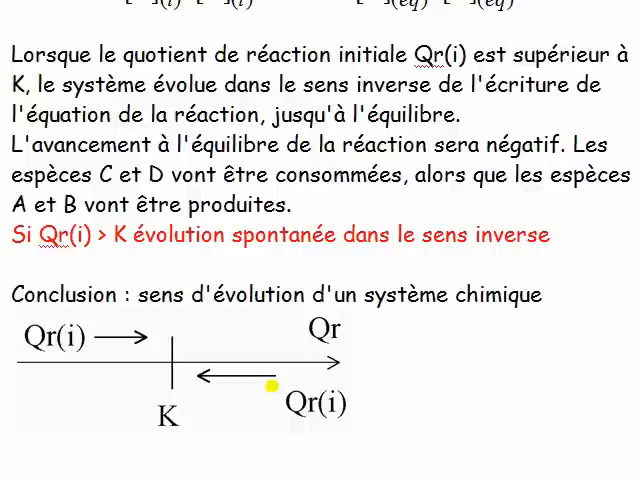 (i) (i) (eq) (eq)
Lorsque le quotient de réaction initiale Qr(i) est supérieur à
K, le système évolue dans le sens inverse de l'écriture de
l'équation de la réaction, jusqu'à l'équilibre.
L'avancement à l'équilibre de la réaction sera négatif. Les
espèces C et D vont être consommées, alors que les espèces
A et B vont être produites.
Si Qr(i) > K évolution spontanée dans le sens inverse
Conclusion : sens d'évolution d'un système chimique
Qr(i) Qr
K Qr(i)